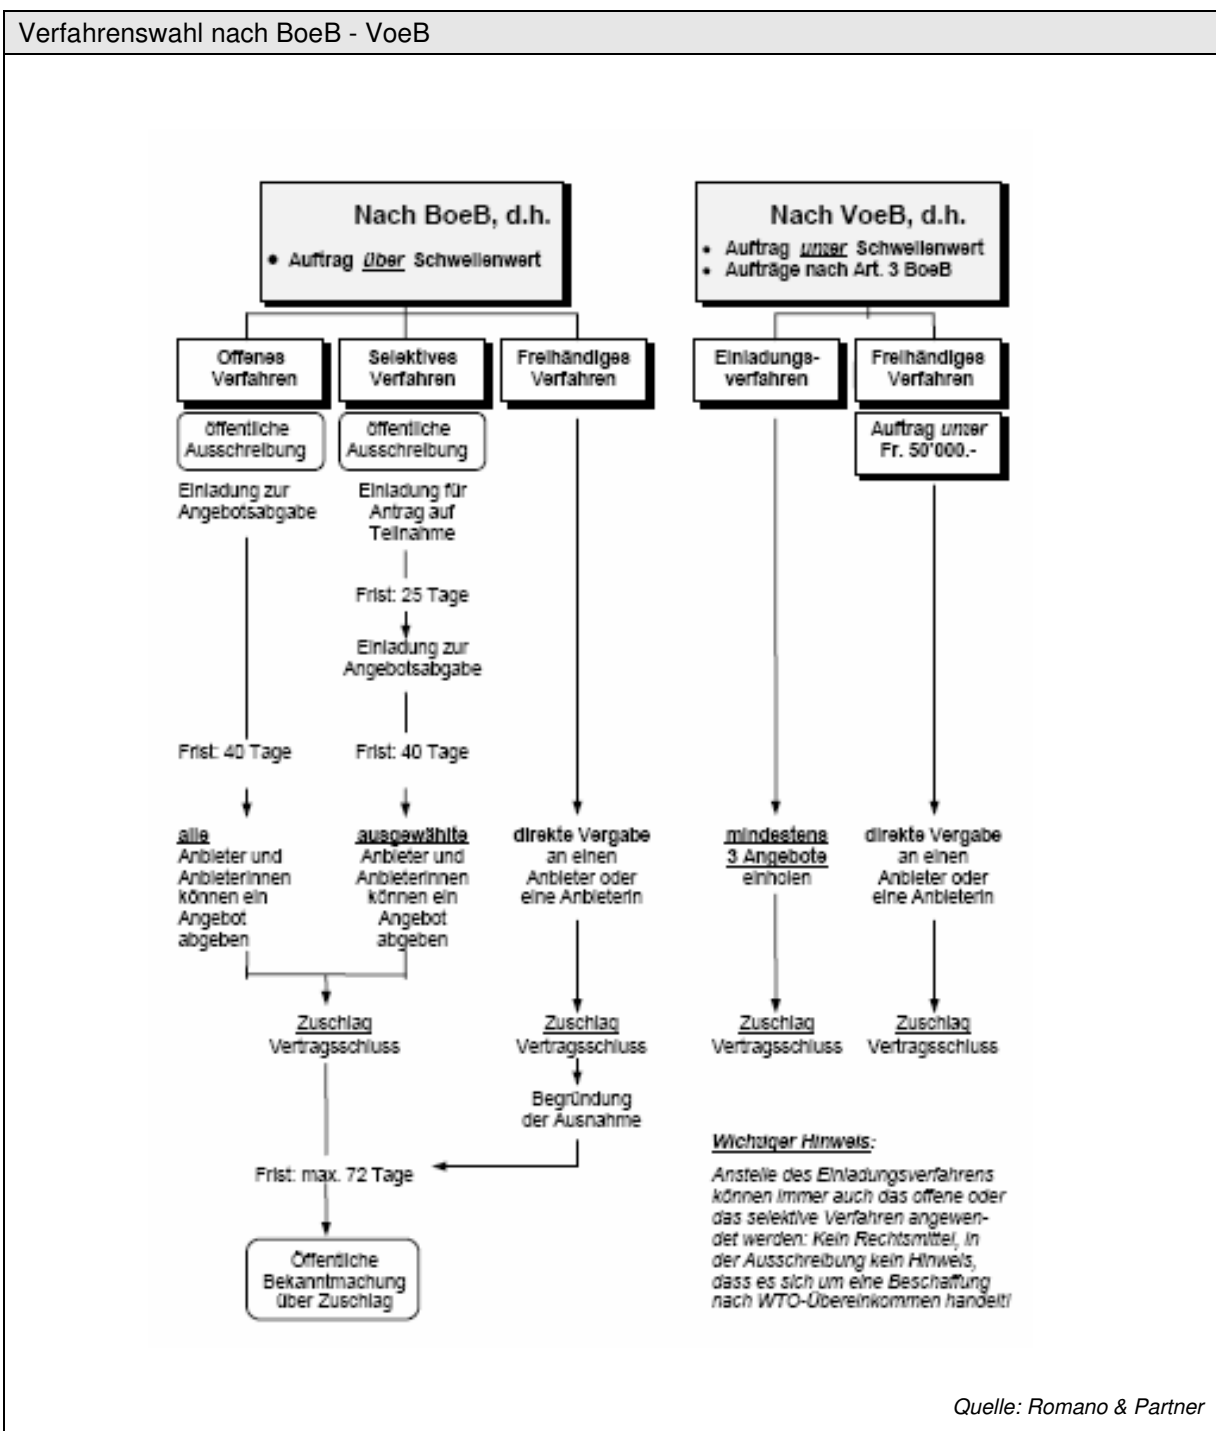 Verfahrenswahl nach BoeB - VoeB
Nach BoeB, d.h.
• Auftrag über Schwellenwert
Nach VoeB, d.h.
• Auftrag unter Schwellenwert
• Aufträge nach Art. 3 BoeB
Offenes
Verfahren
Selektives
Verfahren
Freihändiges
Verfahren
Einladungs-
verfahren
Freihändiges
Verfahren
öffentliche
Ausschreibung
öffentliche
Ausschreibung
Auftrag unter
Fr. 50'000.-
Einladung zur
Angebotsabgabe
Einladung für
Antrag auf
Teilnahme
Frist: 25 Tage
Einladung zur
Angebotsabgabe
Frist: 40 Tage
Frist: 40 Tage
alle
Anbieter und
Anbieterinnen
können ein
Angebot
abgeben
ausgewählte
Anbieter und
Anbieterinnen
können ein
Angebot
abgeben
direkte Vergabe
an einen
Anbieter oder
eine Anbieterin
mindestens
3 Angebote
einholen
direkte Vergabe
an einen
Anbieter oder
eine Anbieterin
Zuschlag
Vertragsschluss
Zuschlag
Vertragsschluss
Zuschlag
Vertragsschluss
Zuschlag
Vertragsschluss
Begründung
der Ausnahme
Frist: max. 72 Tage
Öffentliche
Bekanntmachung
über Zuschlag
Wichtiger Hinweis:
Anstelle des Einladungsverfahrens
können immer auch das offene oder
das selektive Verfahren angewen-
det werden: Kein Rechtsmittel, in
der Ausschreibung kein Hinweis,
dass es sich um eine Beschaffung
nach WTO-Übereinkommen handelt!
Quelle: Romano & Partner